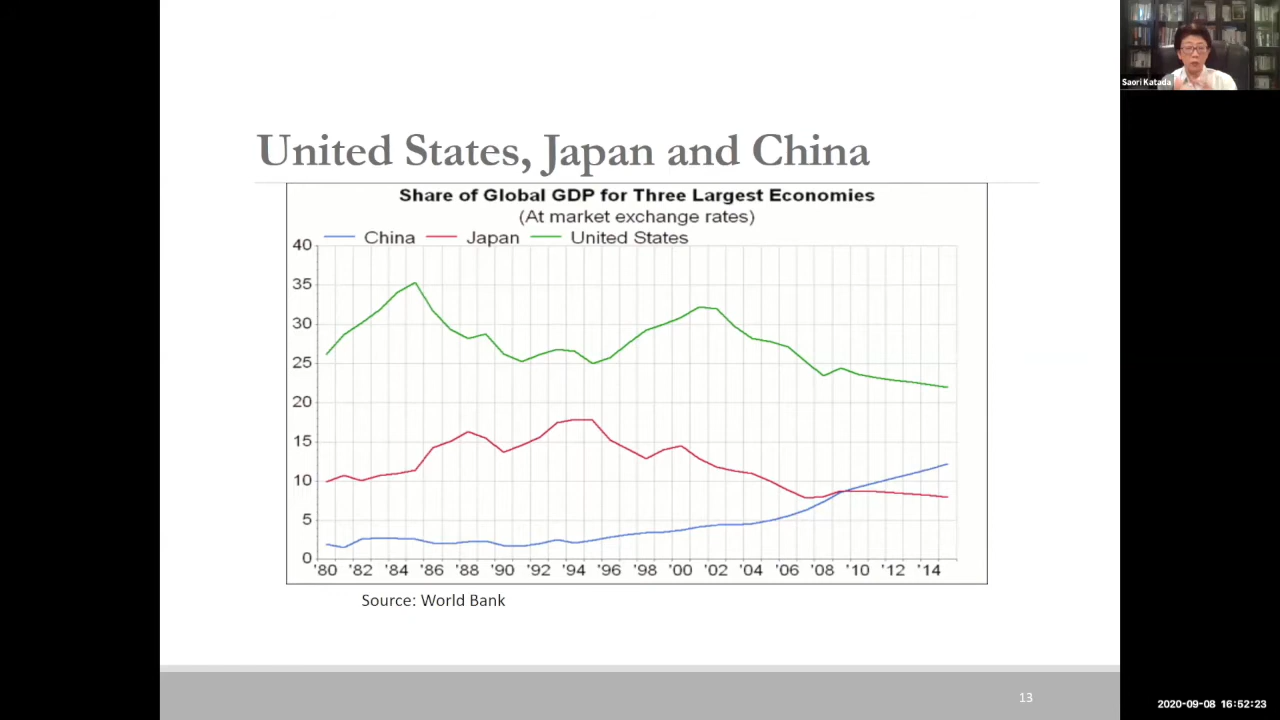 Saori Katada
United States, Japan and China
Share of Global GDP for Three Largest Economies
(At market exchange rates)
China Japan United States
40
35
30
25
20
15
10
5
0
'80 '82 '84 '86 '88 '90 '92 '94 '96 '98 '00 '02 '04 '06 '08 '10 '12 '14
Source: World Bank
13
2020-09-08 16:52:23